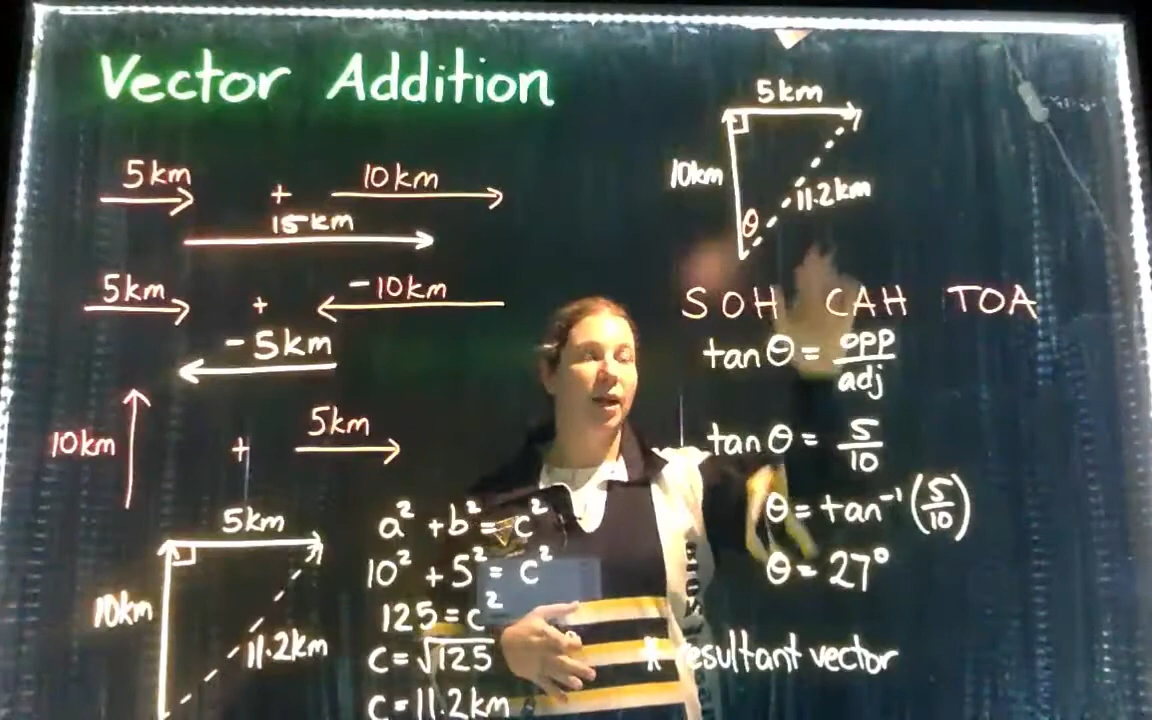 Vector Addition
5km + 10km
15km
5km + -10km
-5km
10km + 5km
5km
10km
11.2km
a² + b² = c²
10² + 5² = c²
125 = c²
c = √125
c = 11.2km
5km
10km
11.2km
θ
SOH CAH TOA
tan θ = opp/adj
tan θ = 5/10
θ = tan⁻¹ (5/10)
θ = 27°
* resultant vector